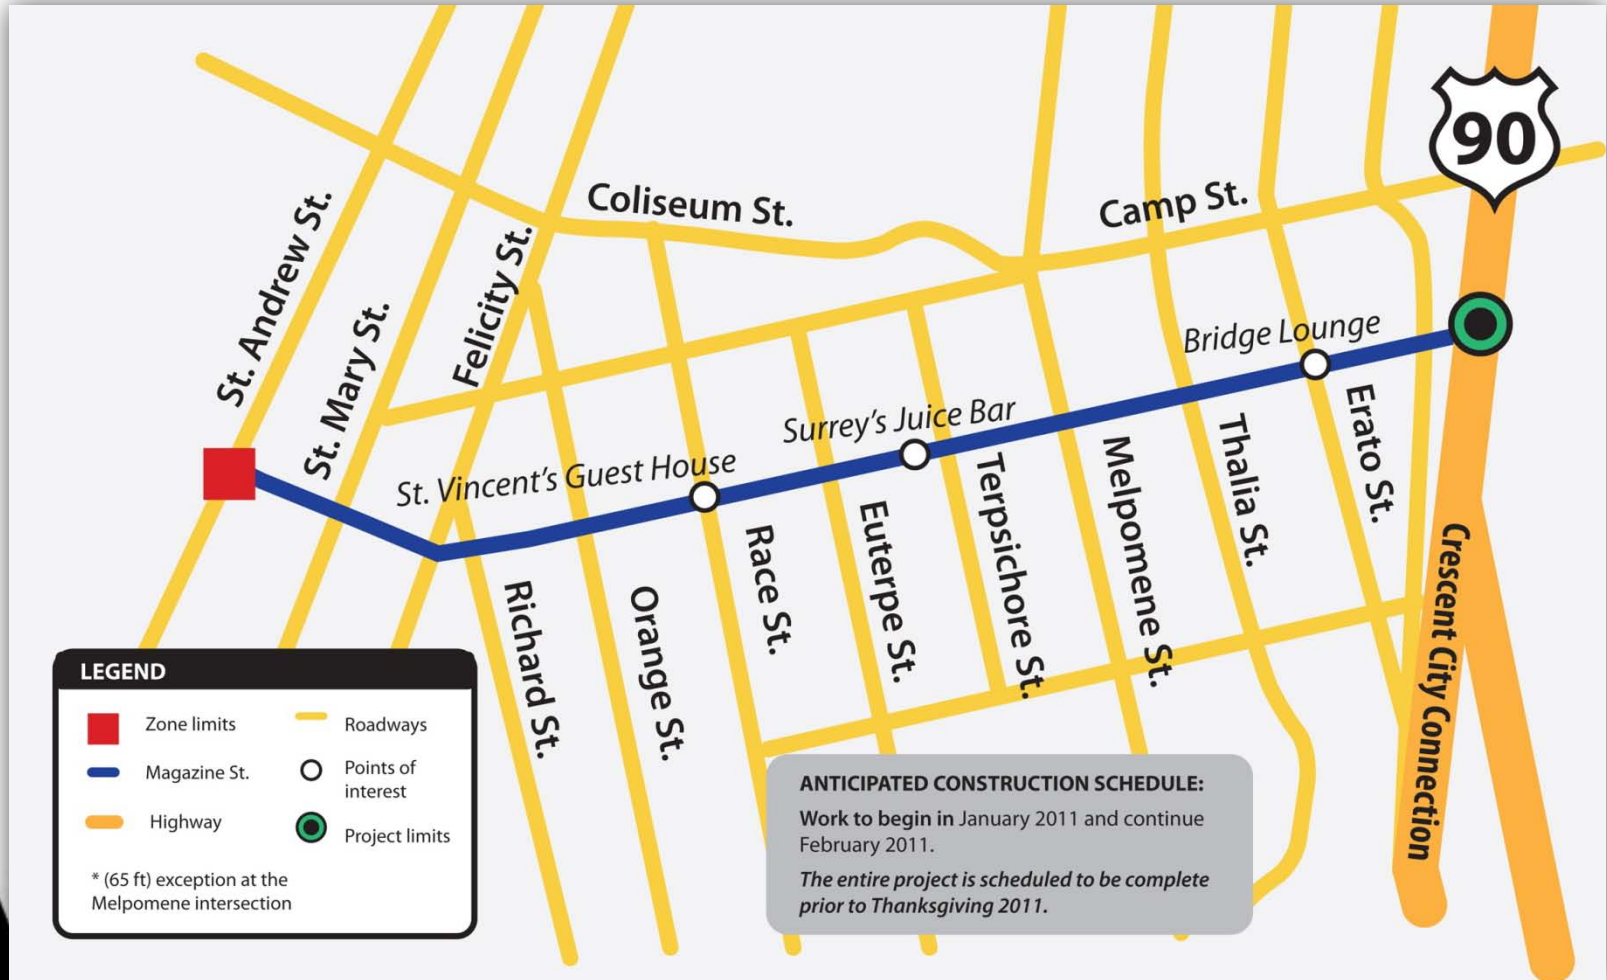 90
Coliseum St.
Camp St.
St. Andrew St.
St. Mary St.
Felicity St.
Bridge Lounge
Surrey's Juice Bar
St. Vincent's Guest House
Richard St.
Orange St.
Race St.
Euterpe St.
Terpsichore St.
Melpomene St.
Thalia St.
Erato St.
Crescent City Connection
LEGEND
Zone limits
Roadways
Magazine St.
Points of
interest
Highway
Project limits
* (65 ft) exception at the
Melpomene intersection
ANTICIPATED CONSTRUCTION SCHEDULE:
Work to begin in January 2011 and continue
February 2011.
The entire project is scheduled to be complete
prior to Thanksgiving 2011.